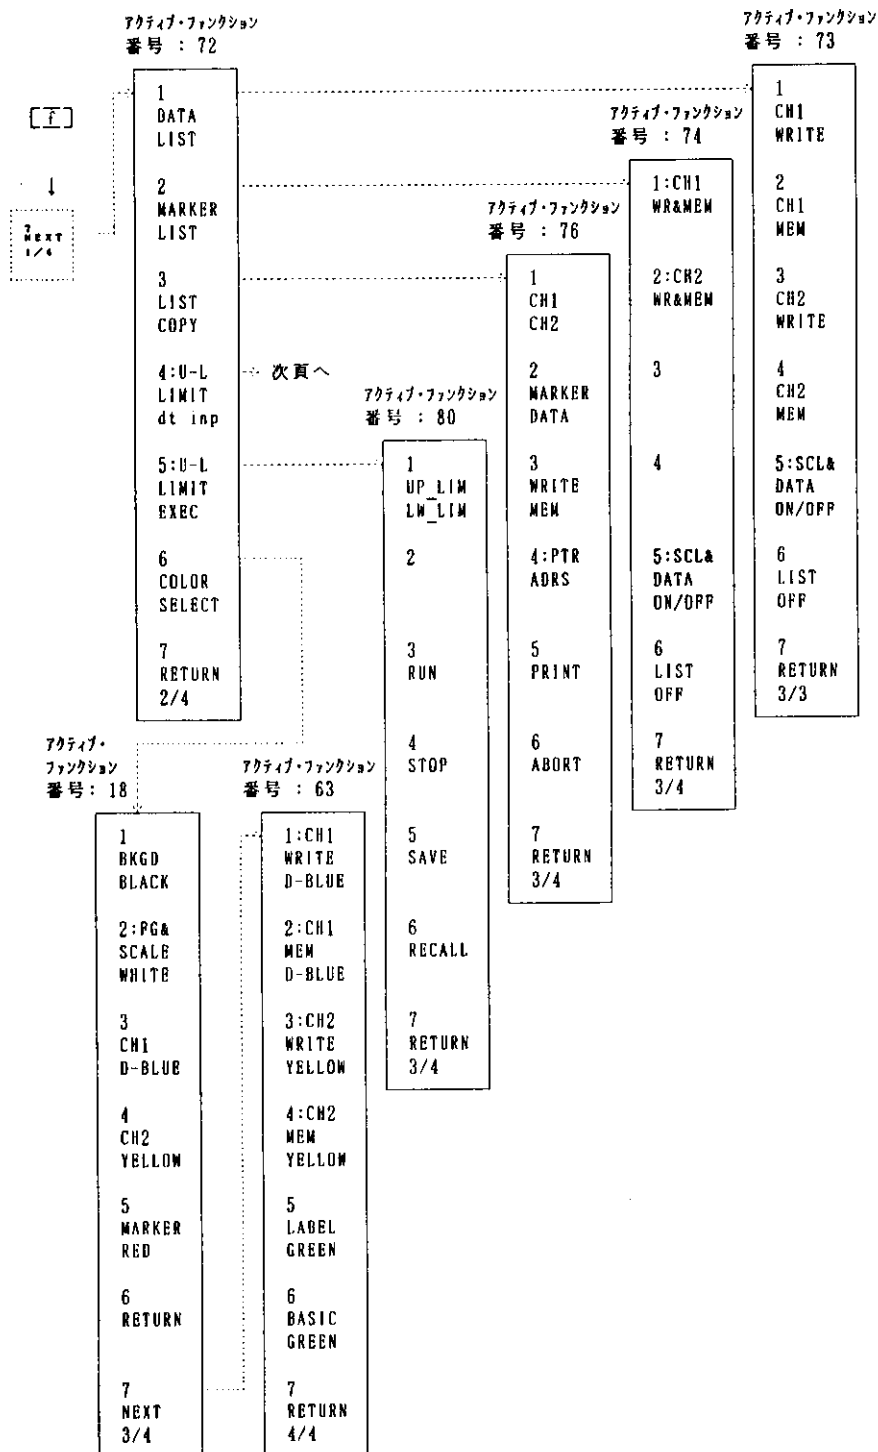 アクティブ・ファンクション
番号 : 72
[f]
↓
7
NEXT
1/4
1
DATA
LIST
2
MARKER
LIST
3
LIST
COPY
4:U-L
LIMIT
dt inp
次頁へ
5:U-L
LIMIT
EXEC
6
COLOR
SELECT
7
RETURN
2/4
アクティブ・ファンクション
番号 : 73
1
CH1
WRITE
2
CH1
MEM
3
CH2
WRITE
4
CH2
MEM
5:SCL&
DATA
ON/OFF
6
LIST
OFF
7
RETURN
3/3
アクティブ・ファンクション
番号 : 74
1:CH1
WR&MEM
2:CH2
WR&MEM
3
4
5:SCL&
DATA
ON/OFF
6
LIST
OFF
7
RETURN
3/4
アクティブ・ファンクション
番号 : 76
1
CH1
CH2
2
MARKER
DATA
3
WRITE
MEM
4:PTR
ADRS
5
PRINT
6
ABORT
7
RETURN
3/4
アクティブ・ファンクション
番号 : 80
1
UP_LIM
LW_LIM
2
3
RUN
4
STOP
5
SAVE
6
RECALL
7
RETURN
3/4
アクティブ・
ファンクション
番号: 18
1
BKGD
BLACK
2:FG&
SCALE
WHITE
3
CH1
D-BLUE
4
CH2
YELLOW
5
MARKER
RED
6
RETURN
7
NEXT
3/4
アクティブ・ファンクション
番号 : 63
1:CH1
WRITE
D-BLUE
2:CH1
MEM
D-BLUE
3:CH2
WRITE
YELLOW
4:CH2
MEM
YELLOW
5
LABEL
GREEN
6
BASIC
GREEN
7
RETURN
4/4